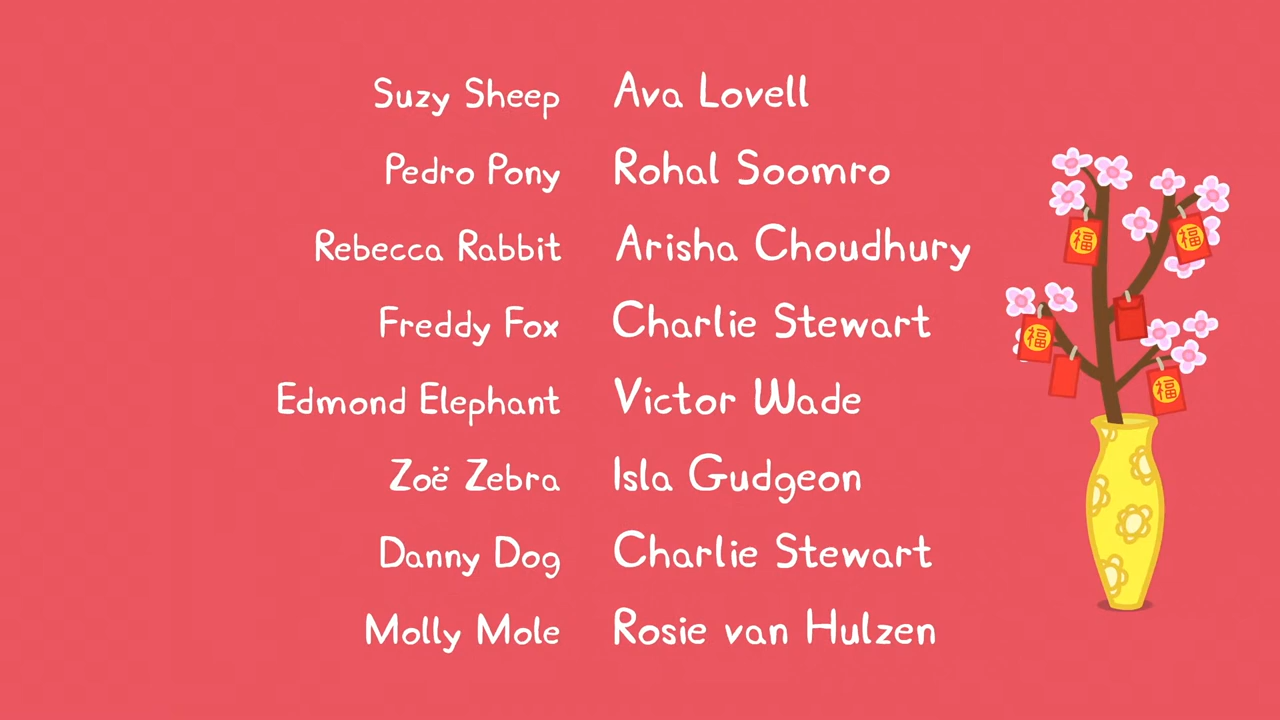 Suzy Sheep Ava Lovell
Pedro Pony Rohal Soomro
Rebecca Rabbit Arisha Choudhury
Freddy Fox Charlie Stewart
Edmond Elephant Victor Wade
Zoë Zebra Isla Gudgeon
Danny Dog Charlie Stewart
Molly Mole Rosie van Hulzen
福
福
福
福